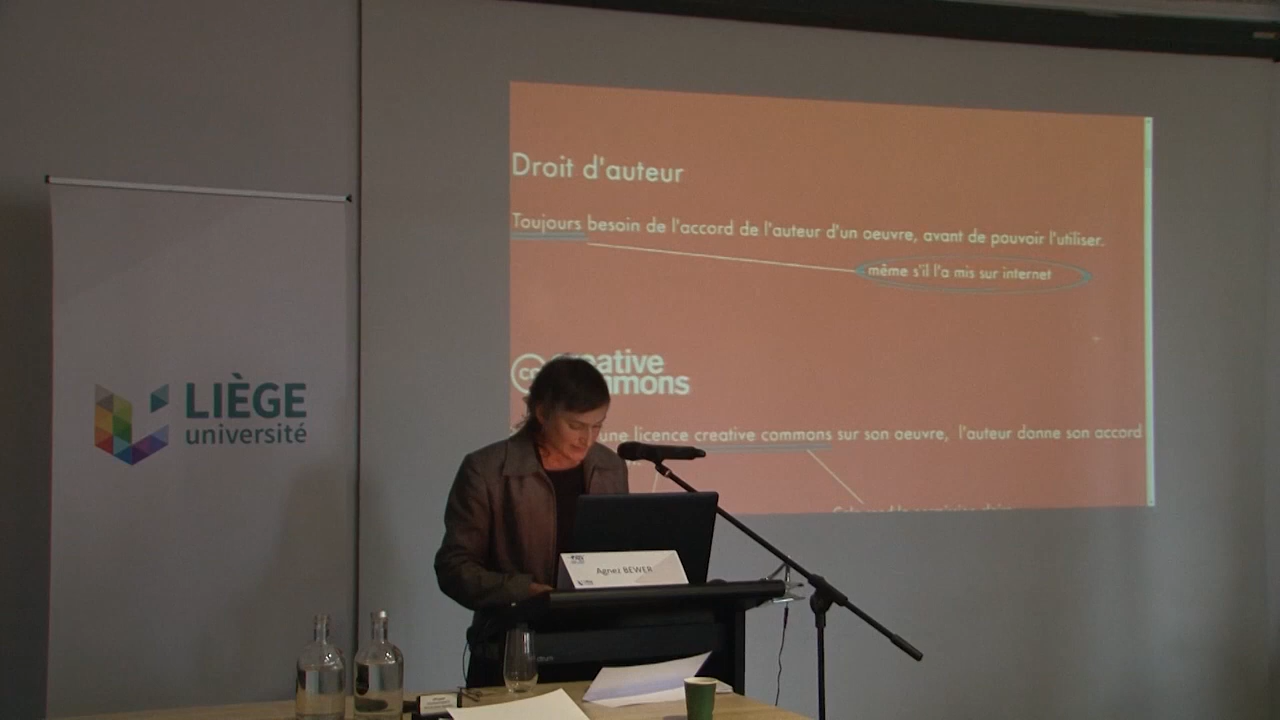 Droit d'auteur
Toujours besoin de l'accord de l'auteur d'un oeuvre, avant de pouvoir l'utiliser.
même s'il l'a mis sur internet
creative
commons
une licence creative commons sur son oeuvre, l'auteur donne son accord
LIÈGE
université
Agnez BEWER